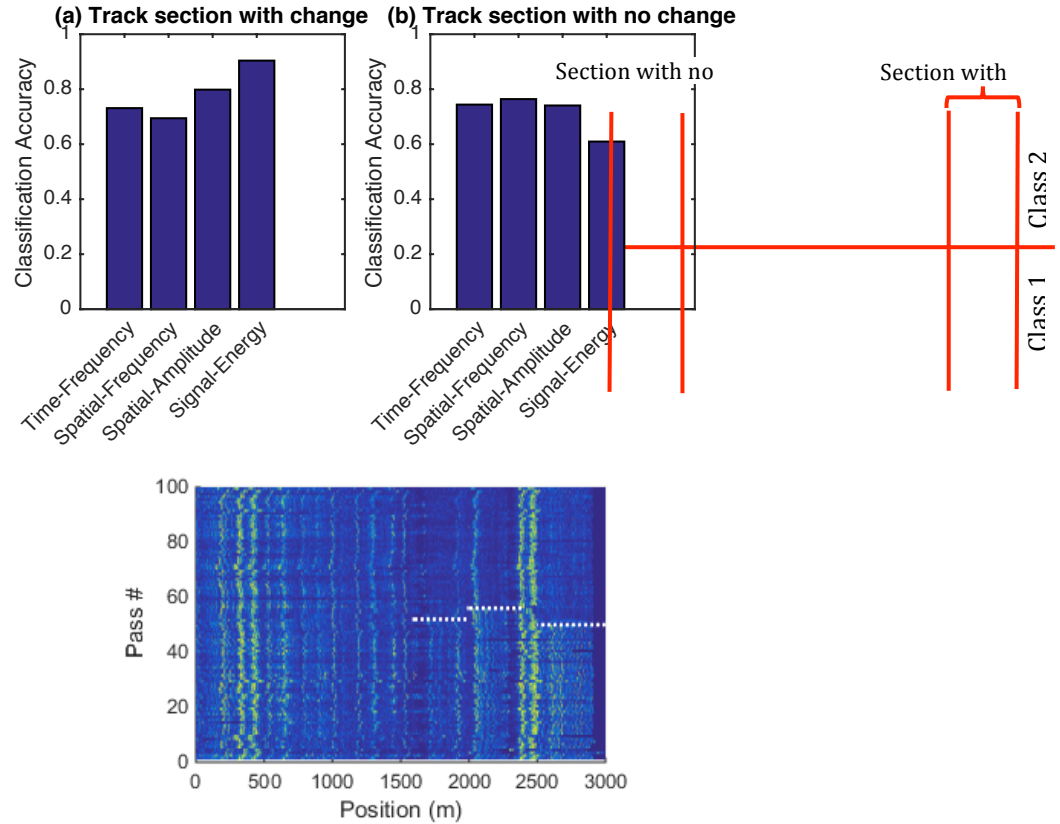 (a) Track section with change
Classification Accuracy
1
0.8
0.6
0.4
0.2
0
Time-Frequency
Spatial-Frequency
Spatial-Amplitude
Signal-Energy
(b) Track section with no change
Classification Accuracy
1
0.8
0.6
0.4
0.2
0
Time-Frequency
Spatial-Frequency
Spatial-Amplitude
Signal-Energy
Section with no
Section with
Class 2
Class 1
Pass #
100
80
60
40
20
0
0 500 1000 1500 2000 2500 3000
Position (m)